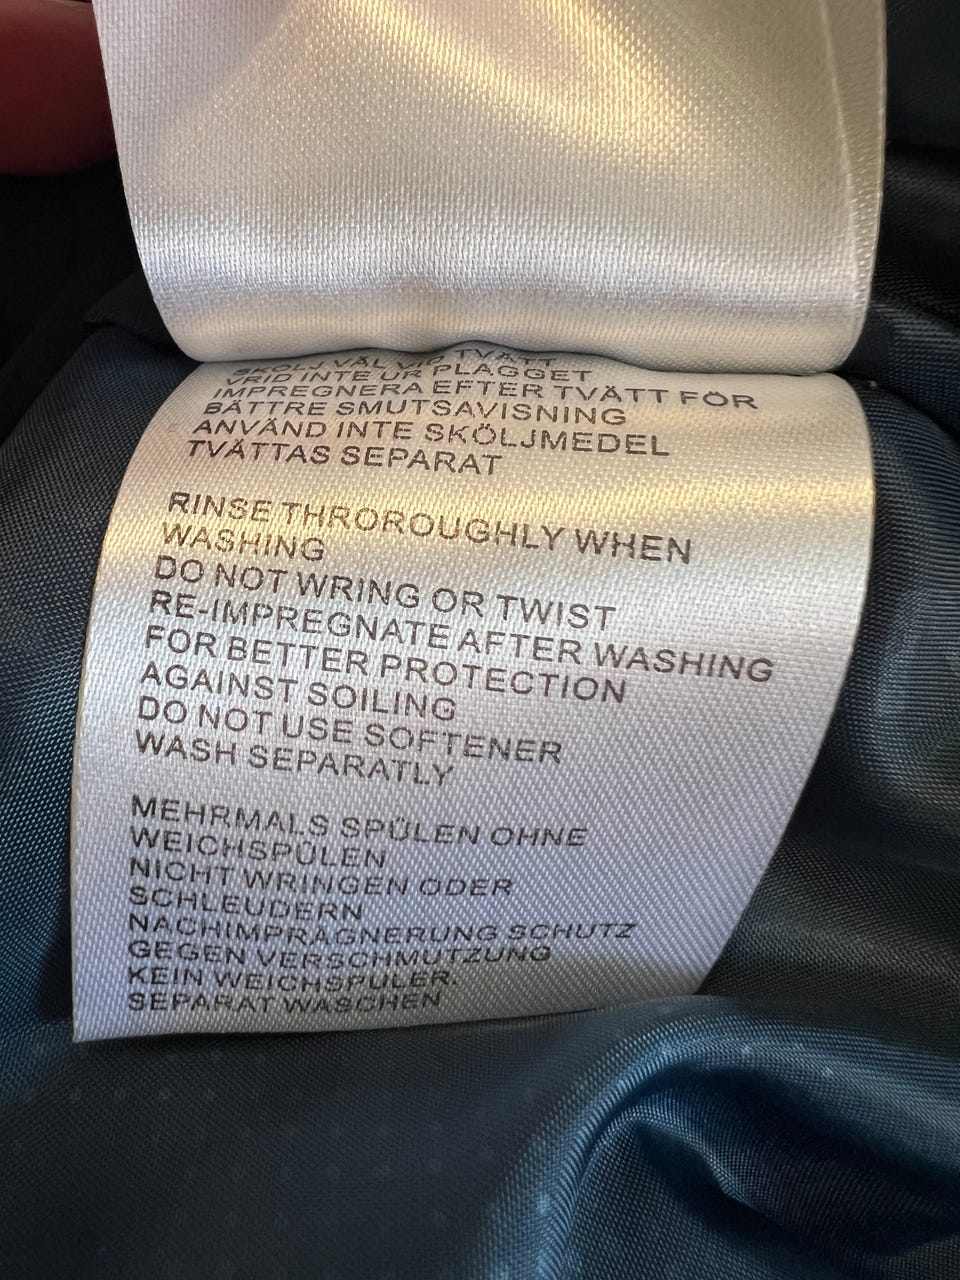 SKÖLJ VÄL VID TVÄTT
VRID INTE UR PLAGGET
IMPREGNERA EFTER TVÄTT FÖR
BÄTTRE SMUTSAVISNING
ANVÄND INTE SKÖLJMEDEL
TVÄTTAS SEPARAT
RINSE THROROUGHLY WHEN
WASHING
DO NOT WRING OR TWIST
RE-IMPREGNATE AFTER WASHING
FOR BETTER PROTECTION
AGAINST SOILING
DO NOT USE SOFTENER
WASH SEPARATLY
MEHRMALS SPÜLEN OHNE
WEICHSPÜLEN
NICHT WRINGEN ODER
SCHLEUDERN
NACHIMPRÄGNERUNG SCHUTZ
GEGEN VERSCHMUTZUNG
KEIN WEICHSPÜLER.
SEPARAT WASCHEN